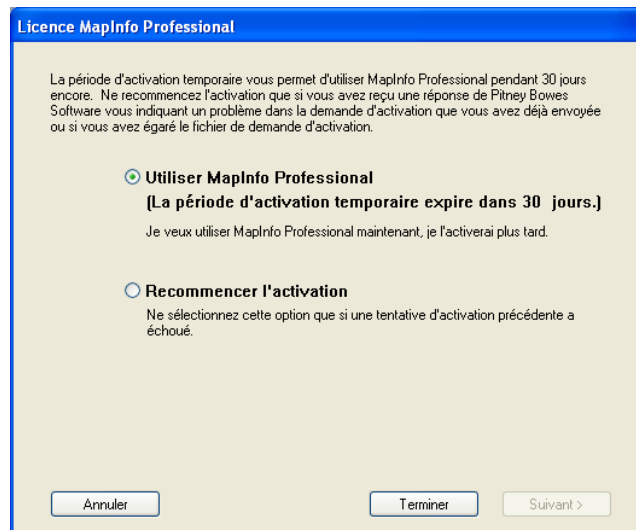 Licence MapInfo Professional
La période d'activation temporaire vous permet d'utiliser MapInfo Professional pendant 30 jours
encore. Ne recommencez l'activation que si vous avez reçu une réponse de Pitney Bowes
Software vous indiquant un problème dans la demande d'activation que vous avez déjà envoyée
ou si vous avez égaré le fichier de demande d'activation.
Utiliser MapInfo Professional
(La période d'activation temporaire expire dans 30 jours.)
Je veux utiliser MapInfo Professional maintenant, je l'activerai plus tard.
Recommencer l'activation
Ne sélectionnez cette option que si une tentative d'activation précédente a
échoué.
Annuler
Terminer
Suivant >